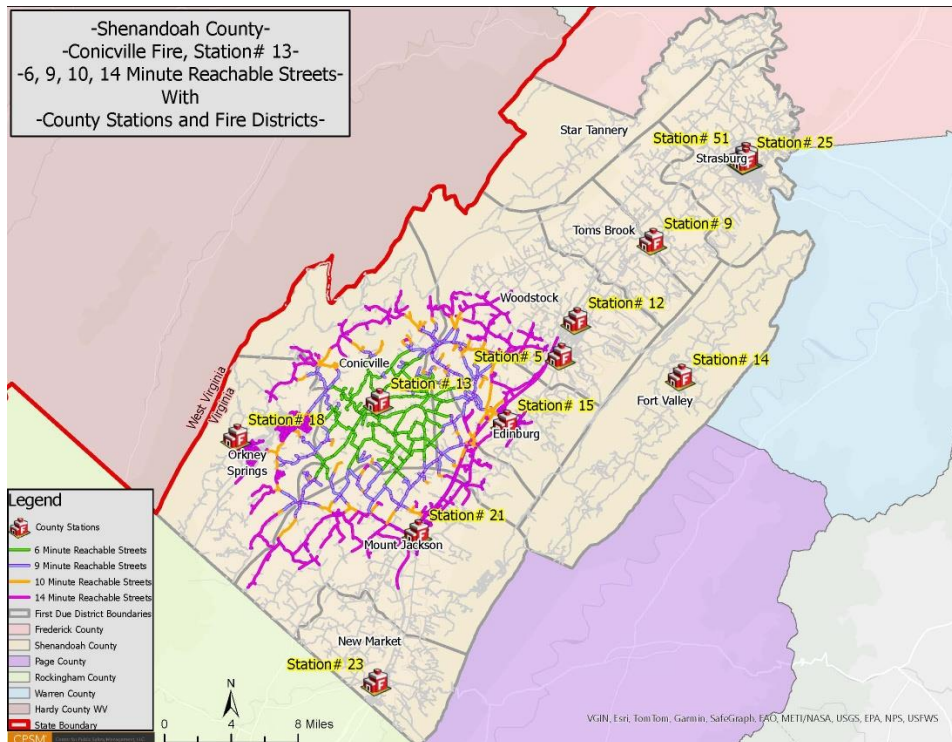 -Shenandoah County-
-Conicville Fire, Station# 13-
-6, 9, 10, 14 Minute Reachable Streets-
With
-County Stations and Fire Districts-
Star Tannery
Station# 51
Station# 25
Strasburg
Station# 9
Toms Brook
Woodstock
Station# 12
Station# 5
Station# 14
Fort Valley
Conicville
Station# 13
West Virginia
Virginia
Station# 18
Orkney
Springs
Station# 15
Edinburg
Station# 21
Mount Jackson
New Market
Station# 23
Legend
County Stations
6 Minute Reachable Streets
9 Minute Reachable Streets
10 Minute Reachable Streets
14 Minute Reachable Streets
First Due District Boundaries
Frederick County
Shenandoah County
Page County
Rockingham County
Warren County
Hardy County WV
State Boundary
CPSM
N
0 4 8 Miles
VGIN, Esri, TomTom, Garmin, SafeGraph, FAO, METI/NASA, USGS, EPA, NPS, USFWS